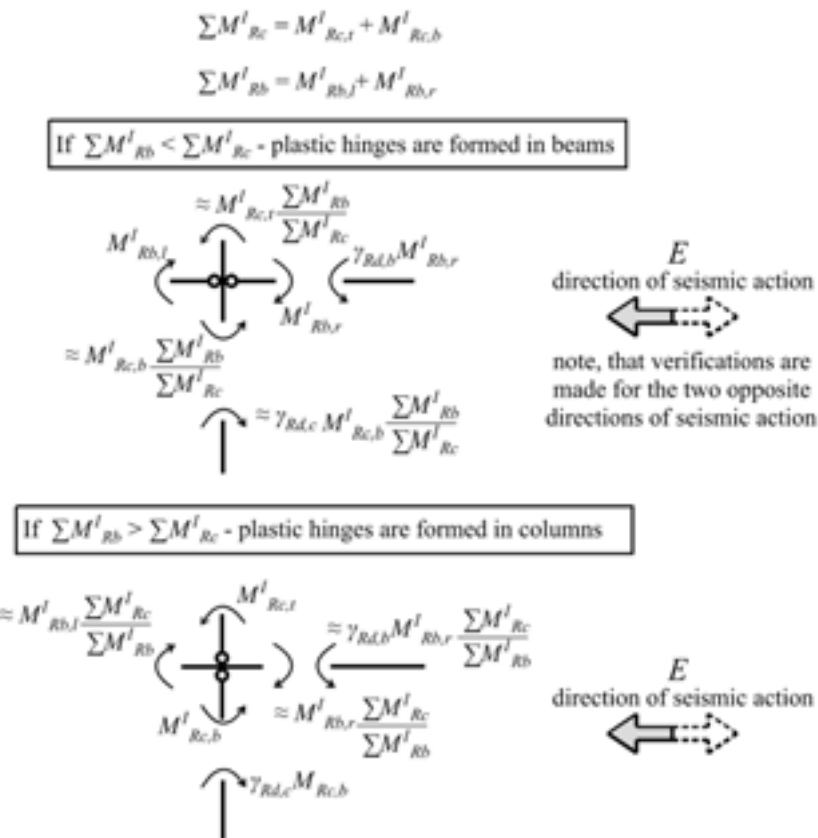 ∑M^I_Rc = M^I_Rc,t + M^I_Rc,b
∑M^I_Rb = M^I_Rb,l + M^I_Rb,r
If ∑M^I_Rb < ∑M^I_Rc - plastic hinges are formed in beams
≈ M^I_Rc,t ∑M^I_Rb / ∑M^I_Rc
M^I_Rb,l
γ_Rd,b M^I_Rb,r
M^I_Rb,r
≈ M^I_Rc,b ∑M^I_Rb / ∑M^I_Rc
≈ γ_Rd,c M^I_Rc,b ∑M^I_Rb / ∑M^I_Rc
E
direction of seismic action
note, that verifications are
made for the two opposite
directions of seismic action
If ∑M^I_Rb > ∑M^I_Rc - plastic hinges are formed in columns
M^I_Rc,t
≈ M^I_Rb,l ∑M^I_Rc / ∑M^I_Rb
≈ γ_Rd,b M^I_Rb,r ∑M^I_Rc / ∑M^I_Rb
M^I_Rc,b
≈ M^I_Rb,r ∑M^I_Rc / ∑M^I_Rb
γ_Rd,c M_Rc,b
E
direction of seismic action